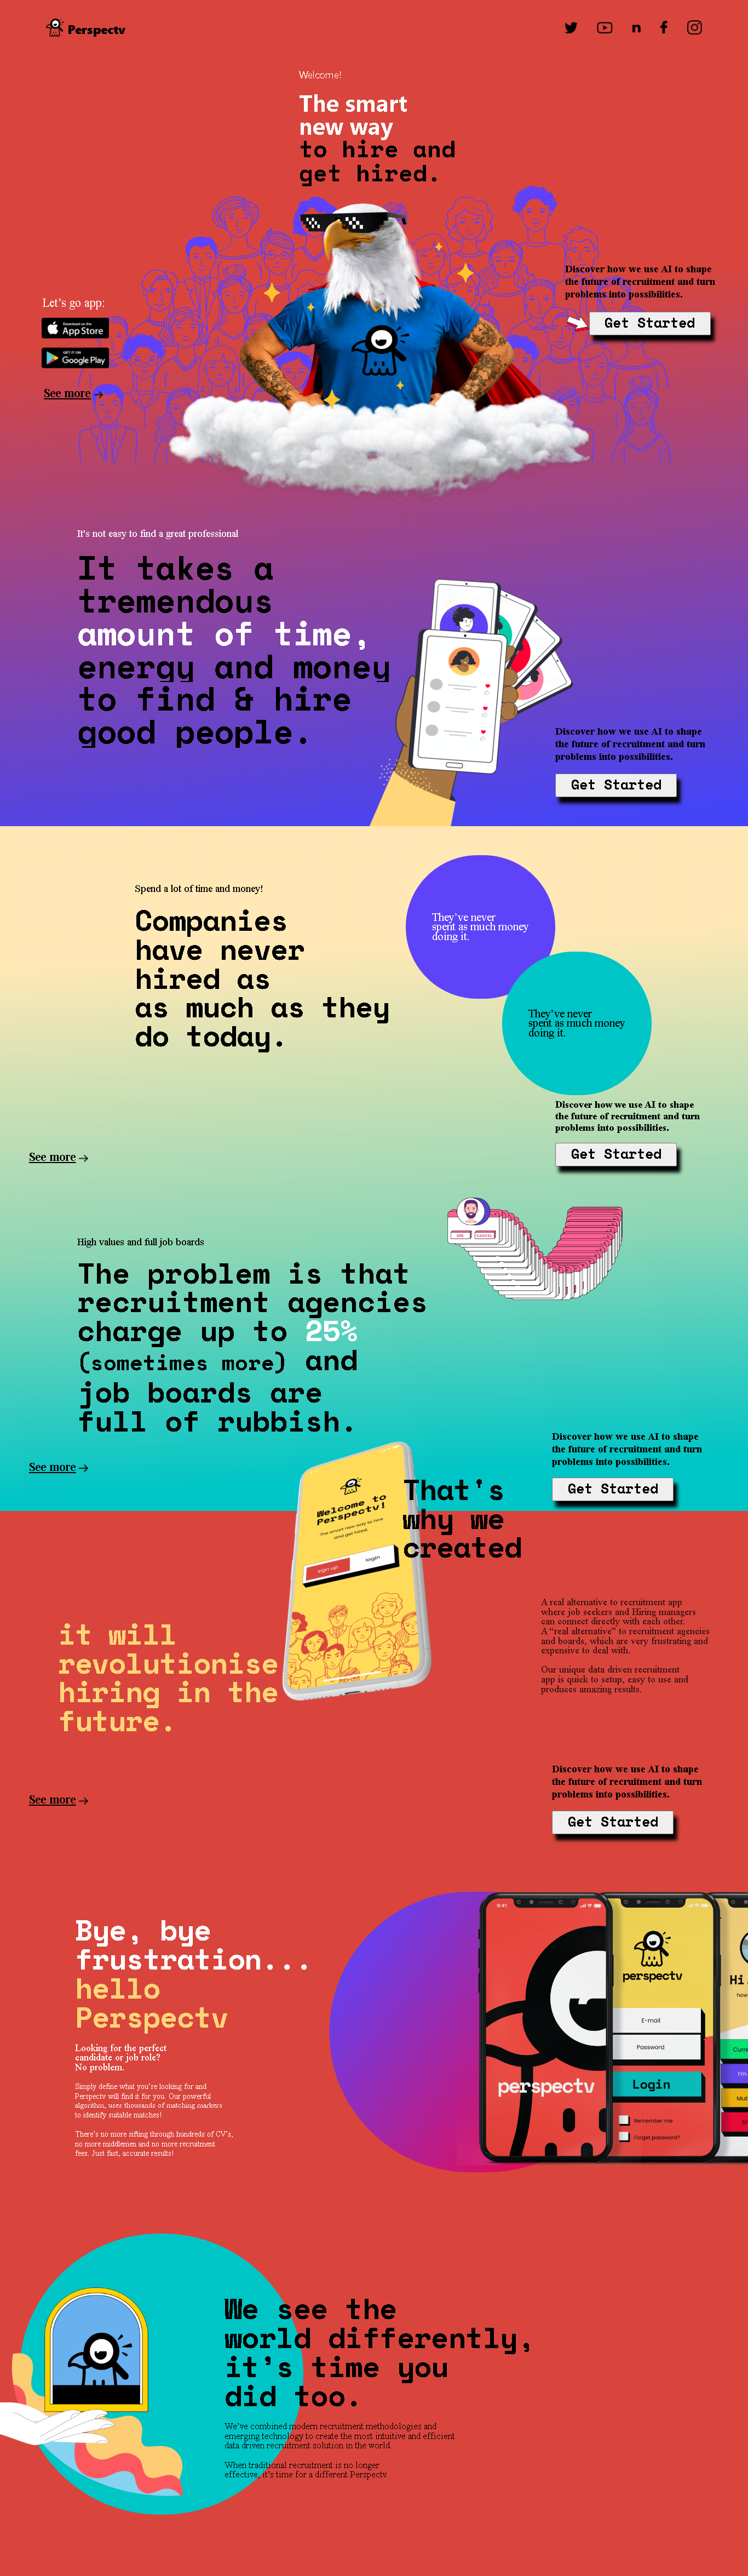 Perspectv
Welcome!
The smart
new way
to hire and
get hired.
Discover how we use AI to shape
the future of recruitment and turn
problems into possibilities.
Get Started
Let's go app:
Download on the
App Store
GET IT ON
Google Play
See more
It's not easy to find a great professional
It takes a
tremendous
amount of time,
energy and money
to find & hire
good people.
Discover how we use AI to shape
the future of recruitment and turn
problems into possibilities.
Get Started
Spend a lot of time and money!
Companies
have never
hired as
as much as they
do today.
They've never
spent as much money
doing it.
They've never
spent as much money
doing it.
Discover how we use AI to shape
the future of recruitment and turn
problems into possibilities.
Get Started
See more
High values and full job boards
The problem is that
recruitment agencies
charge up to 25%
(sometimes more) and
job boards are
full of rubbish.
OK
CANCEL
Discover how we use AI to shape
the future of recruitment and turn
problems into possibilities.
Get Started
See more
Welcome to
Perspectv!
The smart new way to hire
and get hired.
sign up
login
That's
why we
created
it will
revolutionise
hiring in the
future.
A real alternative to recruitment app
where job seekers and Hiring managers
can connect directly with each other.
A “real alternative” to recruitment agencies
and boards, which are very frustrating and
expensive to deal with.
Our unique data driven recruitment
app is quick to setup, easy to use and
produces amazing results.
Discover how we use AI to shape
the future of recruitment and turn
problems into possibilities.
Get Started
See more
Bye, bye
frustration...
hello
Perspectv
Looking for the perfect
candidate or job role?
No problem.
Simply define what you're looking for and
Perspectv will find it for you. Our powerful
algorithm, uses thousands of matching markers
to identify suitable matches!
There's no more sifting through hundreds of CV's,
no more middlemen and no more recruitment
fees. Just fast, accurate results!
9:41
perspectv
perspectv
E-mail
Password
Login
Remember me
Forget password?
Hi.
how
Curre
I'm
Mut
We see the
world differently,
it's time you
did too.
We've combined modern recruitment methodologies and
emerging technology to create the most intuitive and efficient
data driven recruitment solution in the world.
When traditional recruitment is no longer
effective, it's time for a different Perspectv.